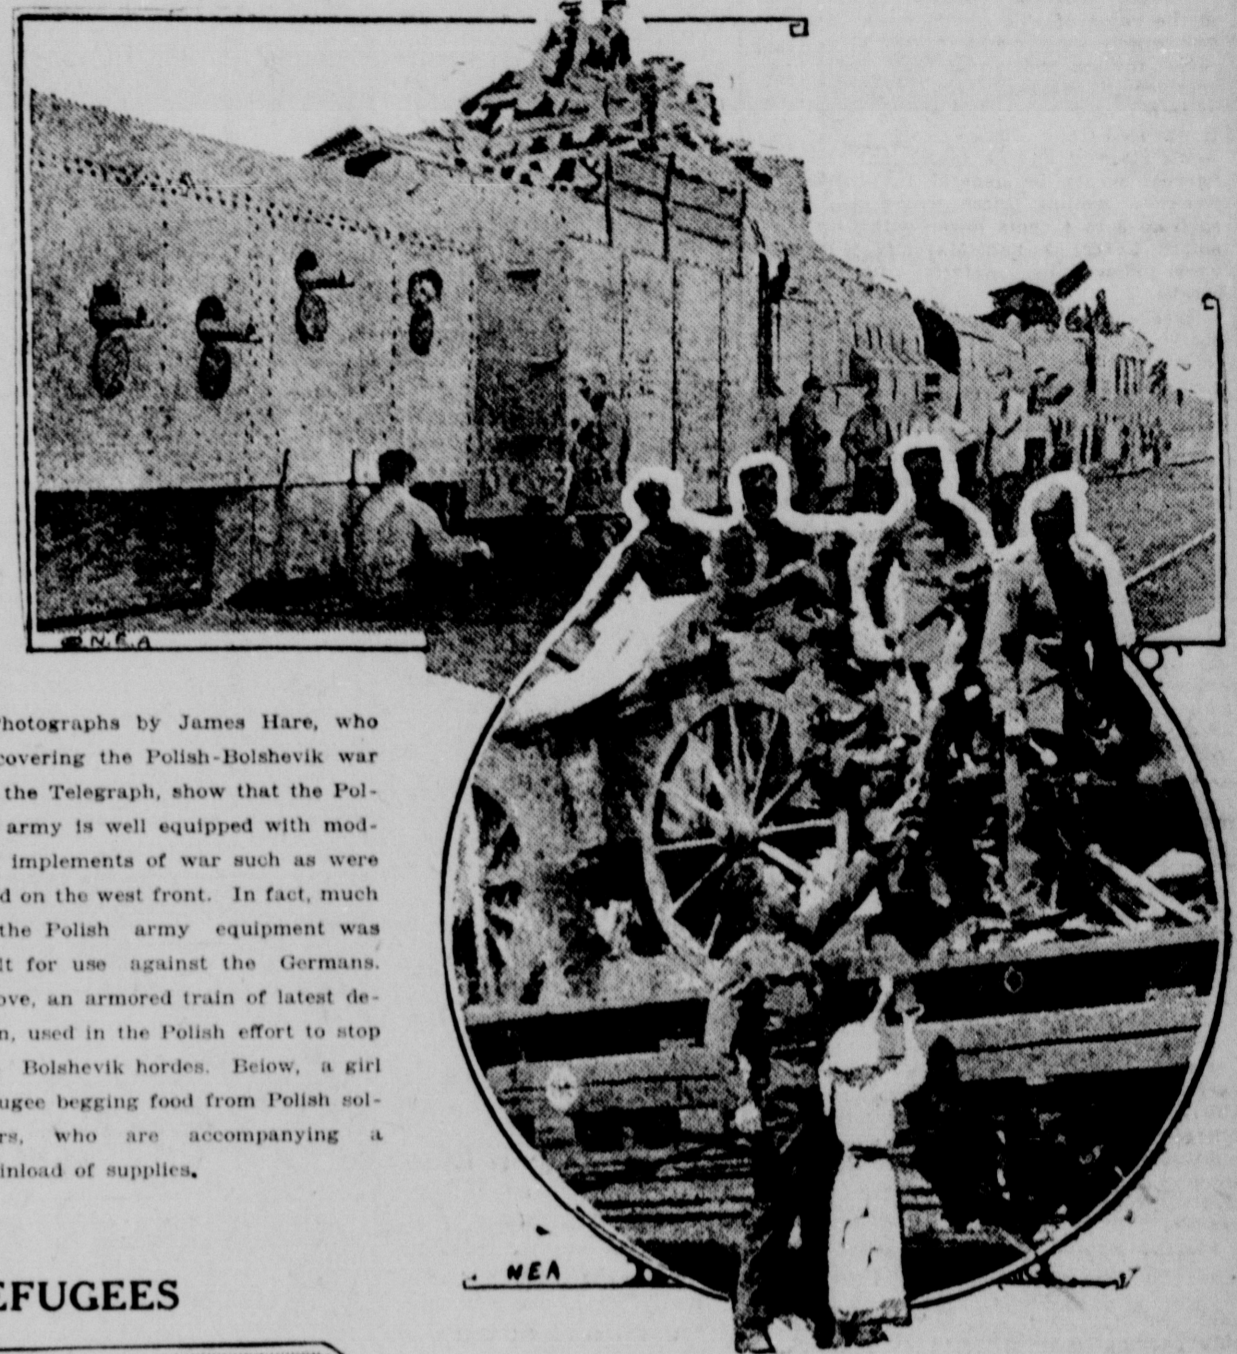 ©N.E.A
hotographs by James Hare, who
overing the Polish-Bolshevik war
the Telegraph, show that the Pol-
army is well equipped with mod-
implements of war such as were
d on the west front. In fact, much
the Polish army equipment was
lt for use against the Germans.
ove, an armored train of latest de-
n, used in the Polish effort to stop
Bolshevik hordes. Below, a girl
ugee begging food from Polish sol-
rs, who are accompanying a
inload of supplies.
NEA
EFUGEES